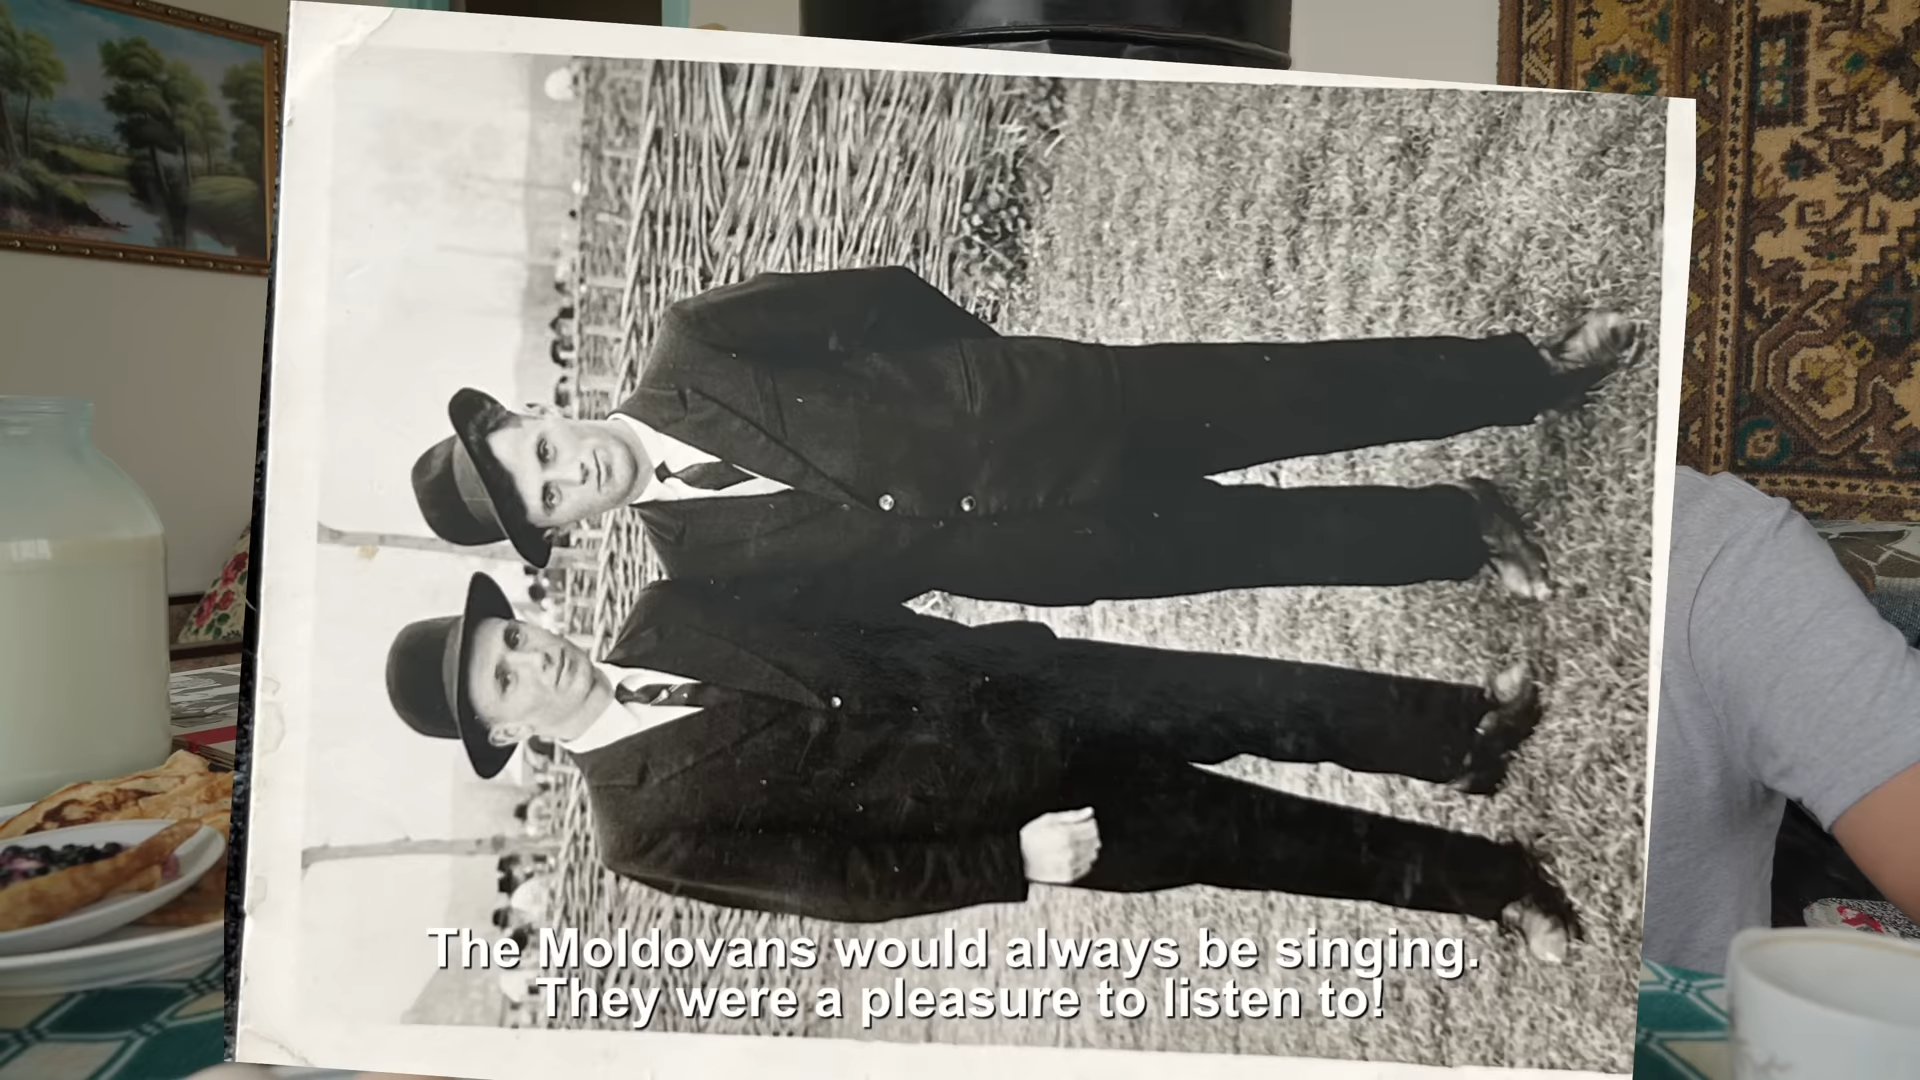 The Moldovans would always be singing.
They were a pleasure to listen to!